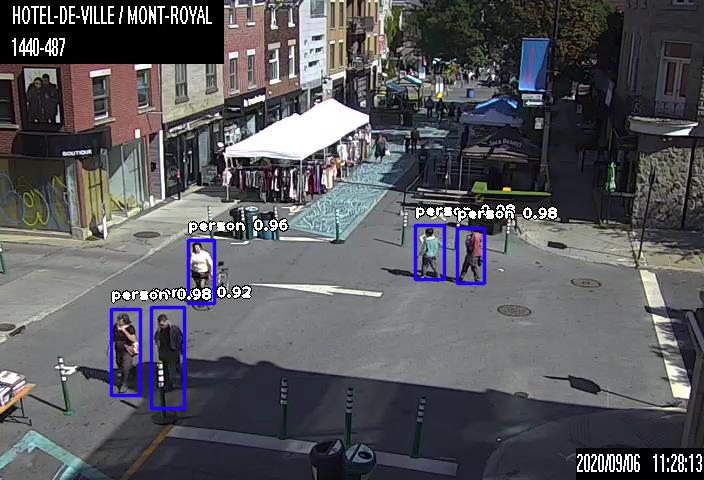 HOTEL-DE-VILLE / MONT-ROYAL
1440-487
BOUTIQUE
person 0.96
person 0.98
person 0.98
0.92
2020/09/06 11:28:13